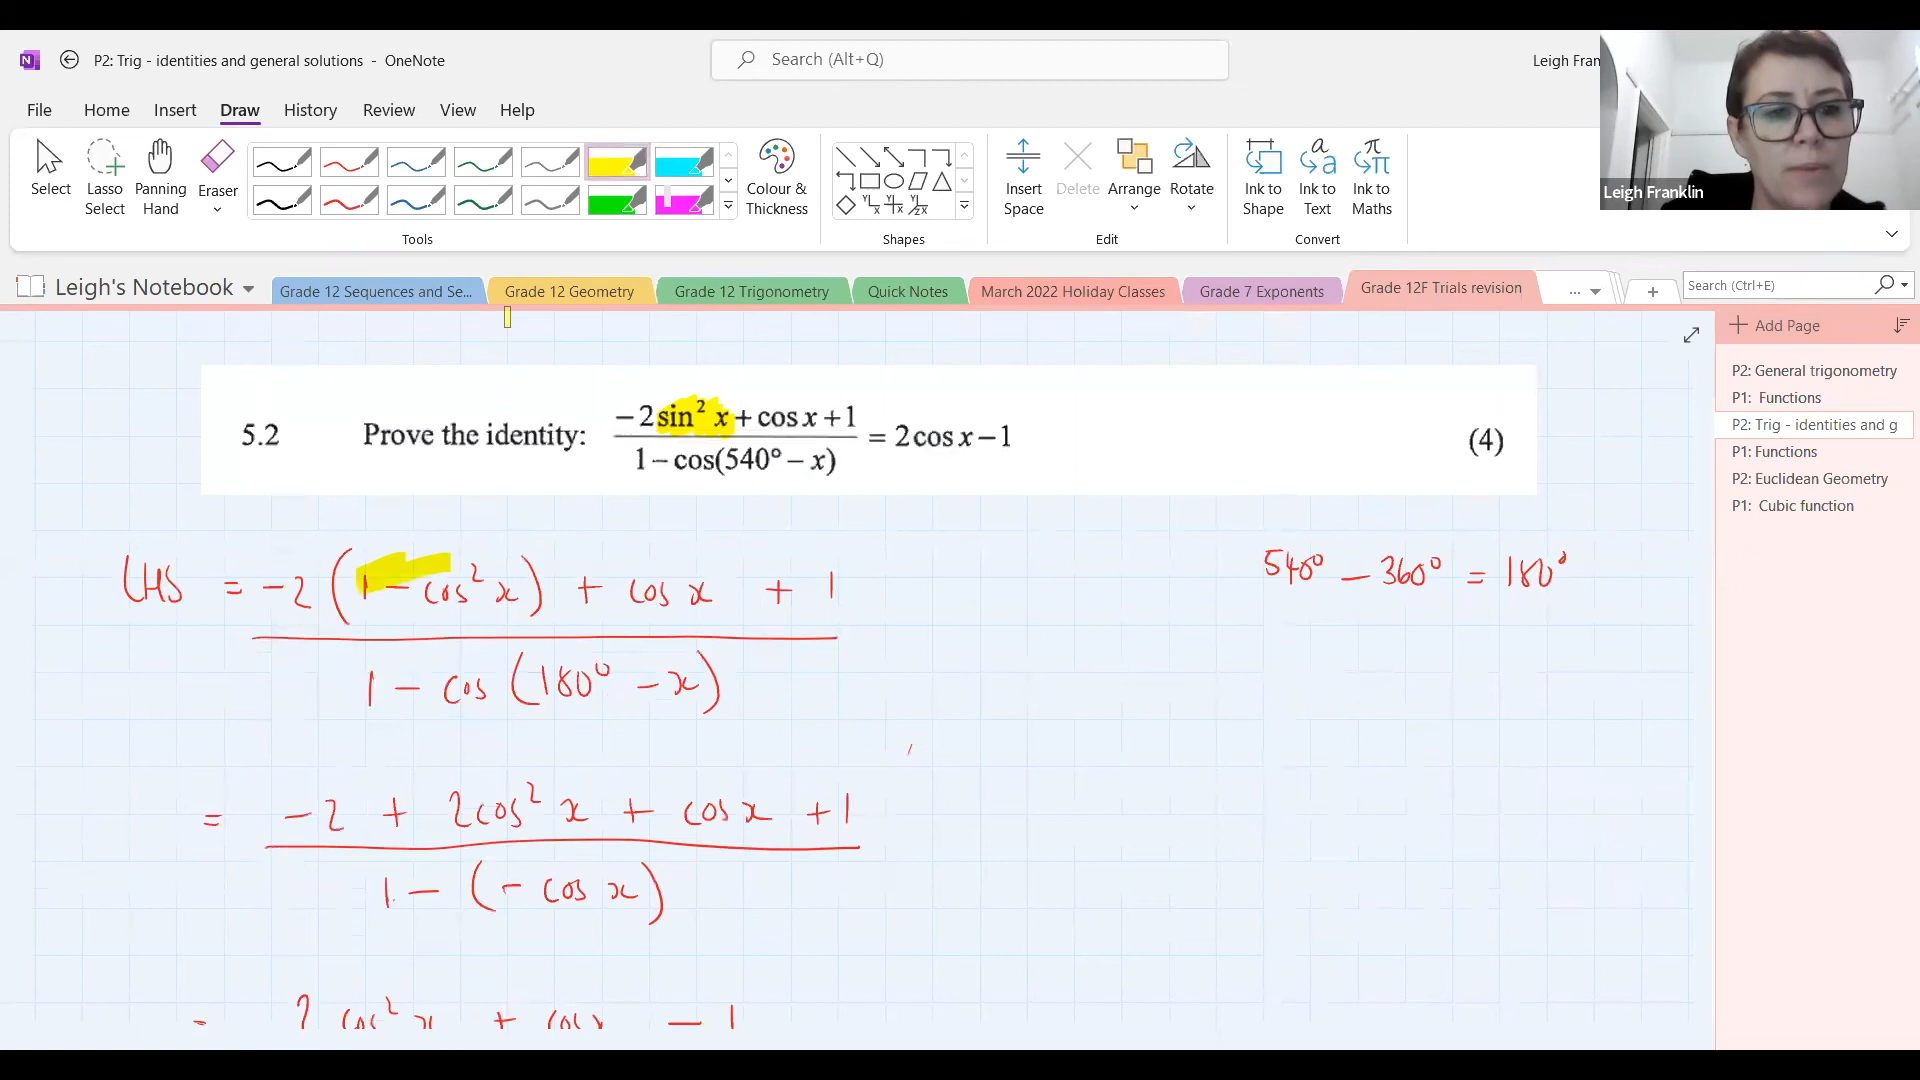 P2: Trig - identities and general solutions - OneNote
Search (Alt+Q)
Leigh Fran
File Home Insert Draw History Review View Help
Select
Lasso Select
Panning Hand
Eraser
Colour & Thickness
Insert Space
Delete
Arrange
Rotate
Ink to Shape
Ink to Text
Ink to Maths
Leigh Franklin
Tools Shapes Edit Convert
Leigh's Notebook
Grade 12 Sequences and Se...
Grade 12 Geometry
Grade 12 Trigonometry
Quick Notes
March 2022 Holiday Classes
Grade 7 Exponents
Grade 12F Trials revision
...
Search (Ctrl+E)
Add Page
P2: General trigonometry
P1: Functions
P2: Trig - identities and g
P1: Functions
P2: Euclidean Geometry
P1: Cubic function
−2 sin² x + cos x + 1
5.2 Prove the identity: = 2 cos x − 1 (4)
1 − cos(540° − x)
LHS = −2 (1 − cos² x) + cos x + 1
1 − cos (180° − x)
540° − 360° = 180°
= −2 + 2cos² x + cos x + 1
1 − (− cos x)
= 2 cos² x + cos x − 1